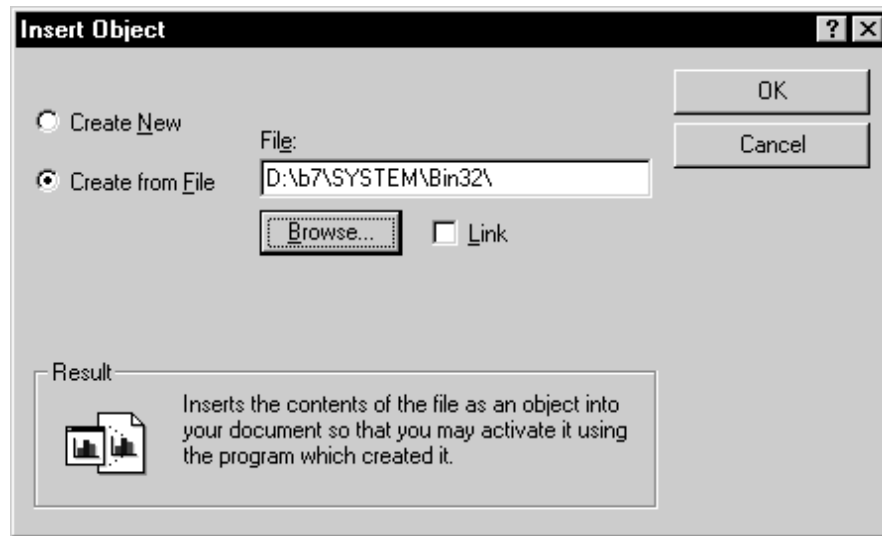 Insert Object
Create New
File:
OK
Cancel
Create from File
D:\b7\SYSTEM\Bin32\
Browse...
Link
Result
Inserts the contents of the file as an object into
your document so that you may activate it using
the program which created it.